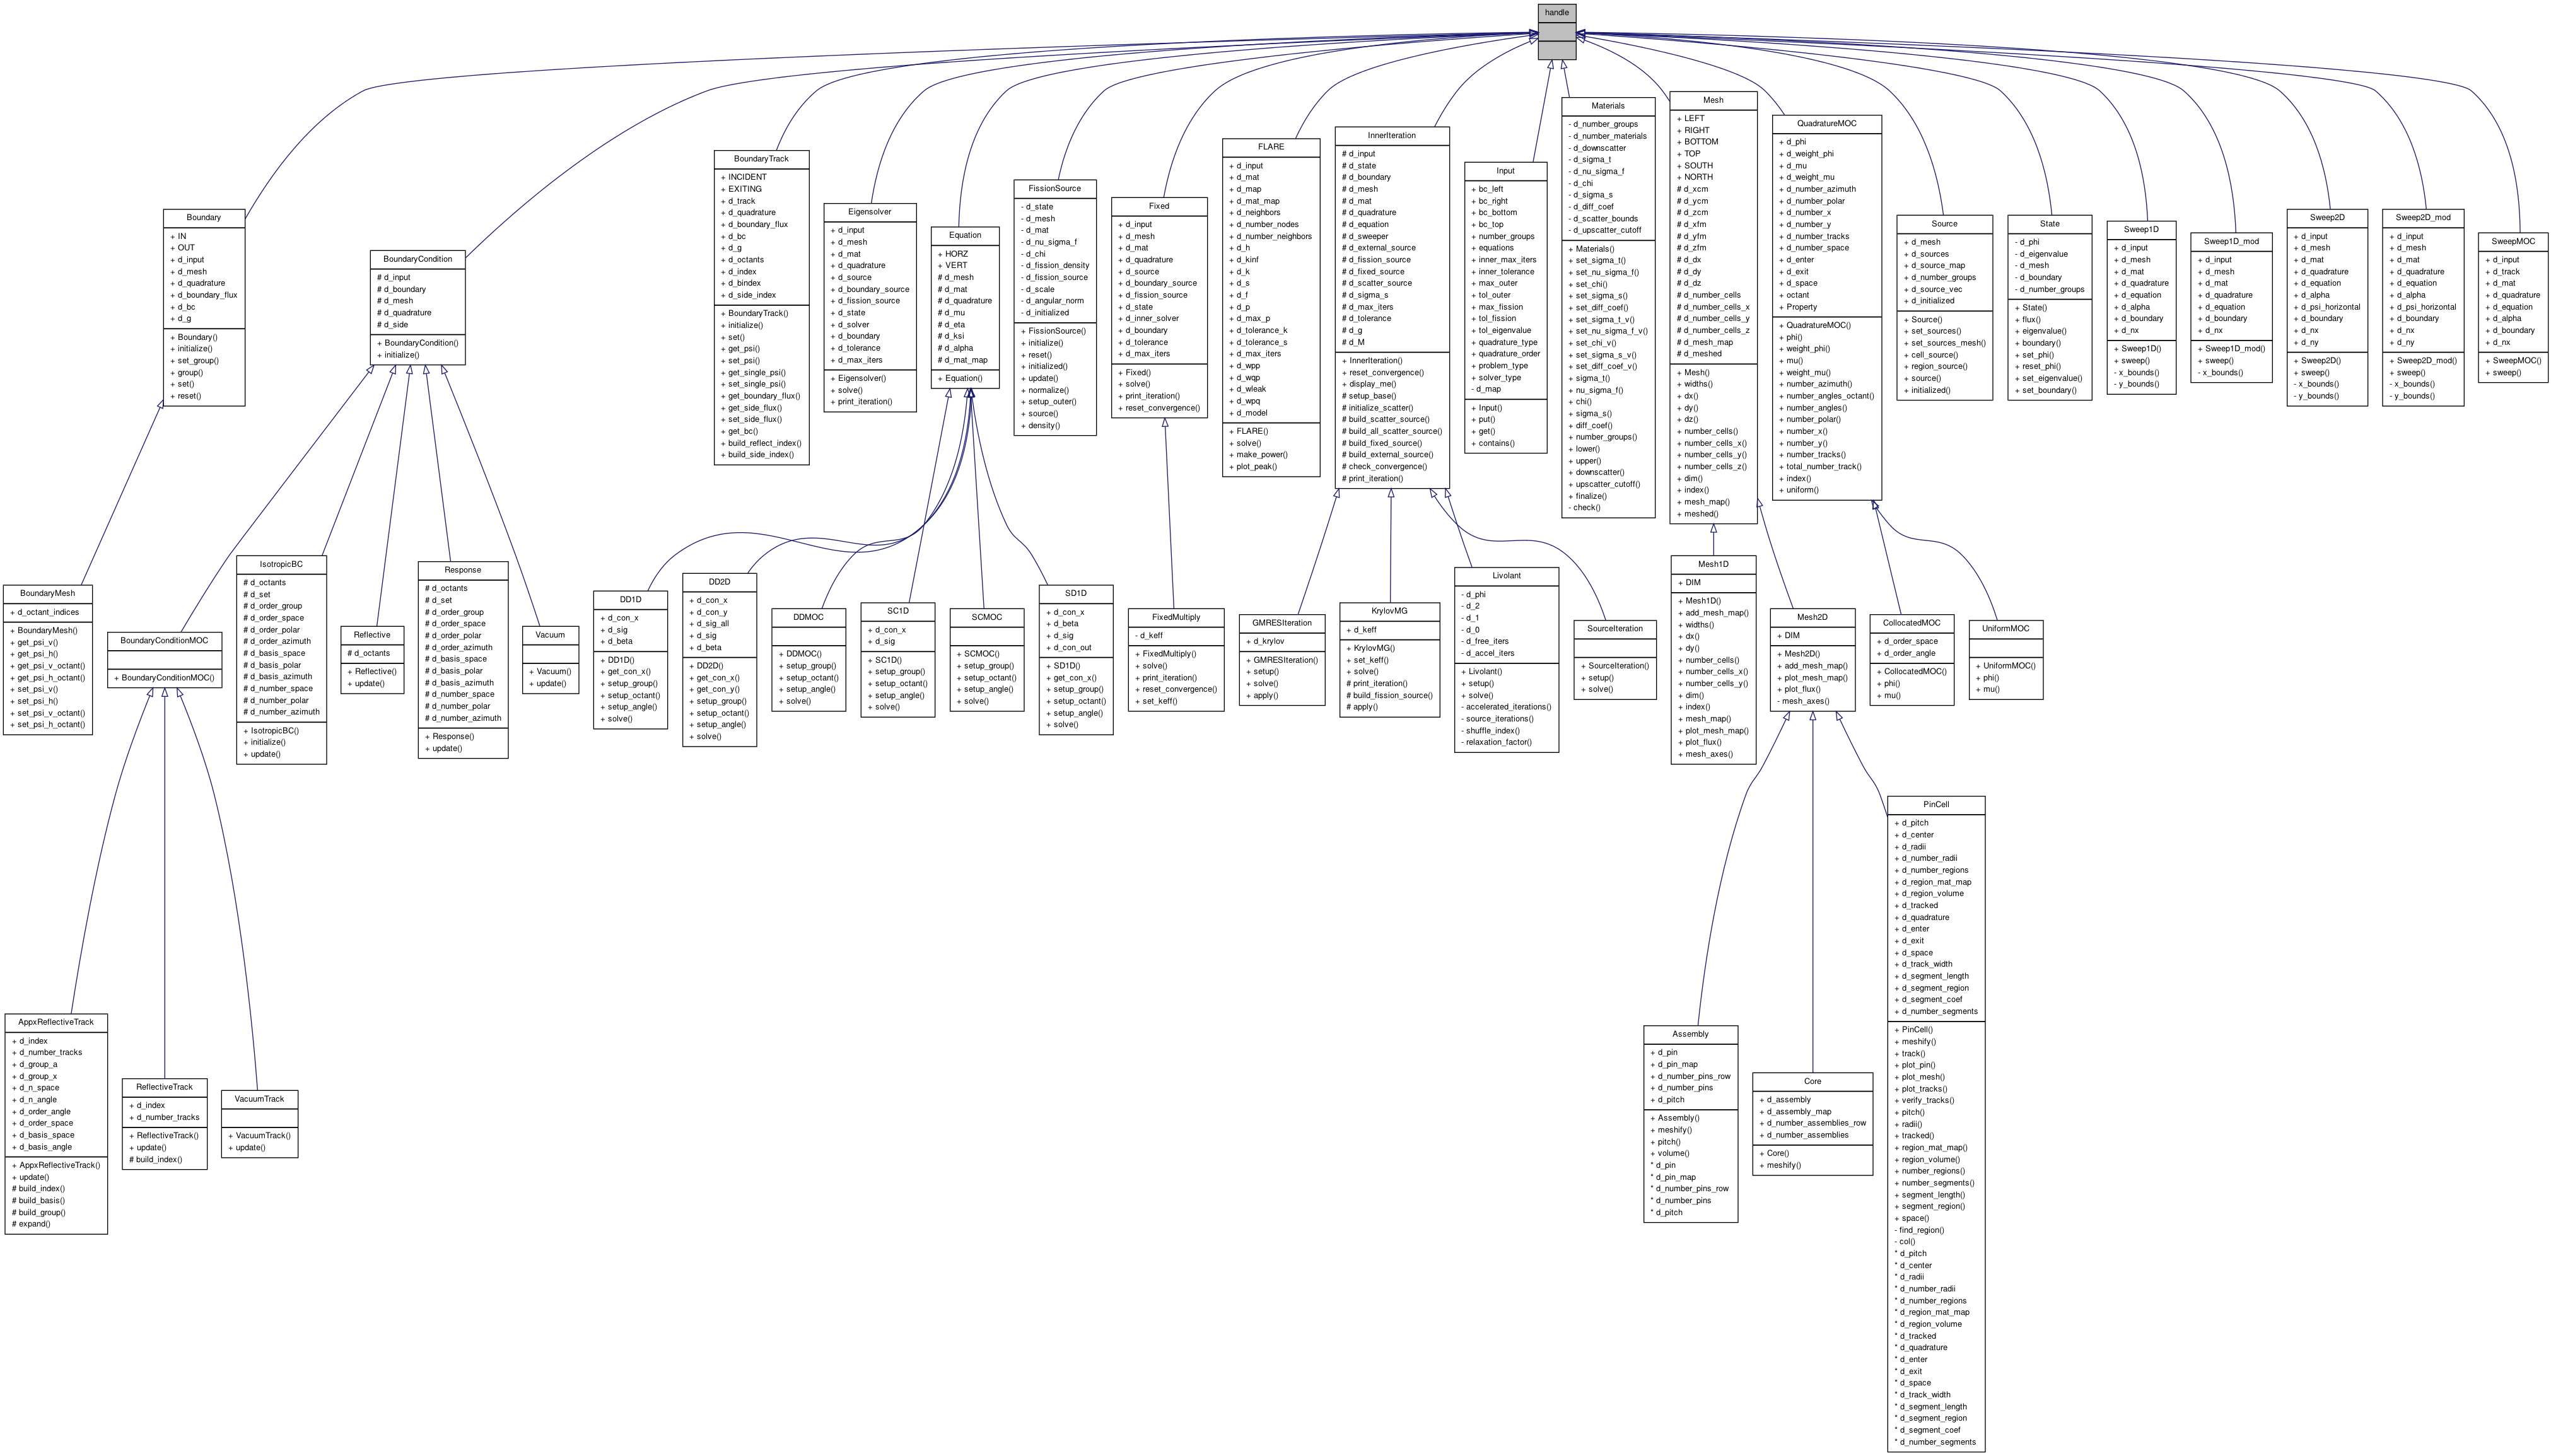 handle
Boundary
+ IN
+ OUT
+ d_input
+ d_mesh
+ d_quadrature
+ d_boundary_flux
+ d_bc
+ d_g
+ Boundary()
+ initialize()
+ set_group()
+ group()
+ set()
+ reset()
BoundaryCondition
# d_input
# d_boundary
# d_mesh
# d_quadrature
# d_side
+ BoundaryCondition()
+ initialize()
BoundaryTrack
+ INCIDENT
+ EXITING
+ d_track
+ d_quadrature
+ d_boundary_flux
+ d_bc
+ d_g
+ d_octants
+ d_index
+ d_bindex
+ d_side_index
+ BoundaryTrack()
+ initialize()
+ set()
+ get_psi()
+ set_psi()
+ get_single_psi()
+ set_single_psi()
+ get_boundary_flux()
+ get_side_flux()
+ set_side_flux()
+ get_bc()
+ build_reflect_index()
+ build_side_index()
Eigensolver
+ d_input
+ d_mesh
+ d_mat
+ d_quadrature
+ d_source
+ d_boundary_source
+ d_fission_source
+ d_state
+ d_solver
+ d_boundary
+ d_tolerance
+ d_max_iters
+ Eigensolver()
+ solve()
+ print_iteration()
Equation
+ HORZ
+ VERT
# d_mesh
# d_mat
# d_quadrature
# d_mu
# d_eta
# d_ksi
# d_alpha
# d_mat_map
+ Equation()
FissionSource
- d_state
- d_mesh
- d_mat
- d_nu_sigma_f
- d_chi
- d_fission_density
- d_fission_source
- d_scale
- d_angular_norm
- d_initialized
+ FissionSource()
+ initialize()
+ reset()
+ initialized()
+ update()
+ normalize()
+ setup_outer()
+ source()
+ density()
Fixed
+ d_input
+ d_mesh
+ d_mat
+ d_quadrature
+ d_source
+ d_boundary_source
+ d_fission_source
+ d_state
+ d_inner_solver
+ d_boundary
+ d_tolerance
+ d_max_iters
+ Fixed()
+ solve()
+ print_iteration()
+ reset_convergence()
FLARE
+ d_input
+ d_mat
+ d_map
+ d_mat_map
+ d_neighbors
+ d_number_nodes
+ d_number_neighbors
+ d_h
+ d_kinf
+ d_k
+ d_s
+ d_f
+ d_p
+ d_max_p
+ d_tolerance_k
+ d_tolerance_s
+ d_max_iters
+ d_wpp
+ d_wqp
+ d_wleak
+ d_wpq
+ d_model
+ FLARE()
+ solve()
+ make_power()
+ plot_peak()
InnerIteration
# d_input
# d_state
# d_boundary
# d_mesh
# d_mat
# d_quadrature
# d_equation
# d_sweeper
# d_external_source
# d_fission_source
# d_fixed_source
# d_scatter_source
# d_sigma_s
# d_max_iters
# d_tolerance
# d_g
# d_M
+ InnerIteration()
+ reset_convergence()
+ display_me()
# setup_base()
# initialize_scatter()
# build_scatter_source()
# build_all_scatter_source()
# build_fixed_source()
# build_external_source()
# check_convergence()
# print_iteration()
Input
+ bc_left
+ bc_right
+ bc_bottom
+ bc_top
+ number_groups
+ equations
+ inner_max_iters
+ inner_tolerance
+ max_outer
+ tol_outer
+ max_fission
+ tol_fission
+ tol_eigenvalue
+ quadrature_type
+ quadrature_order
+ problem_type
+ solver_type
- d_map
+ Input()
+ put()
+ get()
+ contains()
Materials
- d_number_groups
- d_number_materials
- d_downscatter
- d_sigma_t
- d_nu_sigma_f
- d_chi
- d_sigma_s
- d_diff_coef
- d_scatter_bounds
- d_upscatter_cutoff
+ Materials()
+ set_sigma_t()
+ set_nu_sigma_f()
+ set_chi()
+ set_sigma_s()
+ set_diff_coef()
+ set_sigma_t_v()
+ set_nu_sigma_f_v()
+ set_chi_v()
+ set_sigma_s_v()
+ set_diff_coef_v()
+ sigma_t()
+ nu_sigma_f()
+ chi()
+ sigma_s()
+ diff_coef()
+ number_groups()
+ lower()
+ upper()
+ downscatter()
+ upscatter_cutoff()
+ finalize()
- check()
Mesh
+ LEFT
+ RIGHT
+ BOTTOM
+ TOP
+ SOUTH
+ NORTH
# d_xcm
# d_ycm
# d_zcm
# d_xfm
# d_yfm
# d_zfm
# d_dx
# d_dy
# d_dz
# d_number_cells
# d_number_cells_x
# d_number_cells_y
# d_number_cells_z
# d_mesh_map
# d_meshed
+ Mesh()
+ widths()
+ dx()
+ dy()
+ dz()
+ number_cells()
+ number_cells_x()
+ number_cells_y()
+ number_cells_z()
+ dim()
+ index()
+ mesh_map()
+ meshed()
QuadratureMOC
+ d_phi
+ d_weight_phi
+ d_mu
+ d_weight_mu
+ d_number_azimuth
+ d_number_polar
+ d_number_x
+ d_number_y
+ d_number_tracks
+ d_number_space
+ d_enter
+ d_exit
+ d_space
+ octant
+ Property
+ QuadratureMOC()
+ phi()
+ weight_phi()
+ mu()
+ weight_mu()
+ number_azimuth()
+ number_angles_octant()
+ number_angles()
+ number_polar()
+ number_x()
+ number_y()
+ number_tracks()
+ total_number_track()
+ index()
+ uniform()
Source
+ d_mesh
+ d_sources
+ d_source_map
+ d_number_groups
+ d_source_vec
+ d_initialized
+ Source()
+ set_sources()
+ set_sources_mesh()
+ cell_source()
+ region_source()
+ source()
+ initialized()
State
- d_phi
- d_eigenvalue
- d_mesh
- d_boundary
- d_number_groups
+ State()
+ flux()
+ eigenvalue()
+ boundary()
+ set_phi()
+ reset_phi()
+ set_eigenvalue()
+ set_boundary()
Sweep1D
+ d_input
+ d_mesh
+ d_mat
+ d_quadrature
+ d_equation
+ d_alpha
+ d_boundary
+ d_nx
+ Sweep1D()
+ sweep()
- x_bounds()
- y_bounds()
Sweep1D_mod
+ d_input
+ d_mesh
+ d_mat
+ d_quadrature
+ d_equation
+ d_boundary
+ d_nx
+ Sweep1D_mod()
+ sweep()
- x_bounds()
Sweep2D
+ d_input
+ d_mesh
+ d_mat
+ d_quadrature
+ d_equation
+ d_alpha
+ d_psi_horizontal
+ d_boundary
+ d_nx
+ d_ny
+ Sweep2D()
+ sweep()
- x_bounds()
- y_bounds()
Sweep2D_mod
+ d_input
+ d_mesh
+ d_mat
+ d_quadrature
+ d_equation
+ d_alpha
+ d_psi_horizontal
+ d_boundary
+ d_nx
+ d_ny
+ Sweep2D_mod()
+ sweep()
- x_bounds()
- y_bounds()
SweepMOC
+ d_input
+ d_track
+ d_mat
+ d_quadrature
+ d_equation
+ d_alpha
+ d_boundary
+ d_nx
+ SweepMOC()
+ sweep()
BoundaryMesh
+ d_octant_indices
+ BoundaryMesh()
+ get_psi_v()
+ get_psi_h()
+ get_psi_v_octant()
+ get_psi_h_octant()
+ set_psi_v()
+ set_psi_h()
+ set_psi_v_octant()
+ set_psi_h_octant()
BoundaryConditionMOC
+ BoundaryConditionMOC()
IsotropicBC
# d_octants
# d_set
# d_order_group
# d_order_space
# d_order_polar
# d_order_azimuth
# d_basis_space
# d_basis_polar
# d_basis_azimuth
# d_number_space
# d_number_polar
# d_number_azimuth
+ IsotropicBC()
+ initialize()
+ update()
Reflective
# d_octants
+ Reflective()
+ update()
Response
# d_octants
# d_set
# d_order_group
# d_order_space
# d_order_polar
# d_order_azimuth
# d_basis_space
# d_basis_polar
# d_basis_azimuth
# d_number_space
# d_number_polar
# d_number_azimuth
+ Response()
+ update()
Vacuum
+ Vacuum()
+ update()
DD1D
+ d_con_x
+ d_sig
+ d_beta
+ DD1D()
+ get_con_x()
+ setup_group()
+ setup_octant()
+ setup_angle()
+ solve()
DD2D
+ d_con_x
+ d_con_y
+ d_sig_all
+ d_sig
+ d_beta
+ DD2D()
+ get_con_x()
+ get_con_y()
+ setup_group()
+ setup_octant()
+ setup_angle()
+ solve()
DDMOC
+ DDMOC()
+ setup_group()
+ setup_octant()
+ setup_angle()
+ solve()
SC1D
+ d_con_x
+ d_sig
+ SC1D()
+ setup_group()
+ setup_octant()
+ setup_angle()
+ solve()
SCMOC
+ SCMOC()
+ setup_group()
+ setup_octant()
+ setup_angle()
+ solve()
SD1D
+ d_con_x
+ d_beta
+ d_sig
+ d_con_out
+ SD1D()
+ get_con_x()
+ setup_group()
+ setup_octant()
+ setup_angle()
+ solve()
FixedMultiply
- d_keff
+ FixedMultiply()
+ solve()
+ print_iteration()
+ reset_convergence()
+ set_keff()
GMRESIteration
+ d_krylov
+ GMRESIteration()
+ setup()
+ solve()
+ apply()
KrylovMG
+ d_keff
+ KrylovMG()
+ set_keff()
+ solve()
# print_iteration()
# build_fission_source()
# apply()
Livolant
- d_phi
- d_2
- d_1
- d_0
- d_free_iters
- d_accel_iters
+ Livolant()
+ setup()
+ solve()
- accelerated_iterations()
- source_iterations()
- shuffle_index()
- relaxation_factor()
SourceIteration
+ SourceIteration()
+ setup()
+ solve()
Mesh1D
+ DIM
+ Mesh1D()
+ add_mesh_map()
+ widths()
+ dx()
+ dy()
+ number_cells()
+ number_cells_x()
+ number_cells_y()
+ dim()
+ index()
+ mesh_map()
+ plot_mesh_map()
+ plot_flux()
+ mesh_axes()
Mesh2D
+ DIM
+ Mesh2D()
+ add_mesh_map()
+ plot_mesh_map()
+ plot_flux()
- mesh_axes()
CollocatedMOC
+ d_order_space
+ d_order_angle
+ CollocatedMOC()
+ phi()
+ mu()
UniformMOC
+ UniformMOC()
+ phi()
+ mu()
AppxReflectiveTrack
+ d_index
+ d_number_tracks
+ d_group_a
+ d_group_x
+ d_n_space
+ d_n_angle
+ d_order_angle
+ d_order_space
+ d_basis_space
+ d_basis_angle
+ AppxReflectiveTrack()
+ update()
# build_index()
# build_basis()
# build_group()
# expand()
ReflectiveTrack
+ d_index
+ d_number_tracks
+ ReflectiveTrack()
+ update()
# build_index()
VacuumTrack
+ VacuumTrack()
+ update()
Assembly
+ d_pin
+ d_pin_map
+ d_number_pins_row
+ d_number_pins
+ d_pitch
+ Assembly()
+ meshify()
+ pitch()
+ volume()
* d_pin
* d_pin_map
* d_number_pins_row
* d_number_pins
* d_pitch
Core
+ d_assembly
+ d_assembly_map
+ d_number_assemblies_row
+ d_number_assemblies
+ Core()
+ meshify()
PinCell
+ d_pitch
+ d_center
+ d_radii
+ d_number_radii
+ d_number_regions
+ d_region_mat_map
+ d_region_volume
+ d_tracked
+ d_quadrature
+ d_enter
+ d_exit
+ d_space
+ d_track_width
+ d_segment_length
+ d_segment_region
+ d_segment_coef
+ d_number_segments
+ PinCell()
+ meshify()
+ track()
+ plot_pin()
+ plot_mesh()
+ plot_tracks()
+ verify_tracks()
+ pitch()
+ radii()
+ tracked()
+ region_mat_map()
+ region_volume()
+ number_regions()
+ number_segments()
+ segment_length()
+ segment_region()
+ space()
- find_region()
- col()
* d_pitch
* d_center
* d_radii
* d_number_radii
* d_number_regions
* d_region_mat_map
* d_region_volume
* d_tracked
* d_quadrature
* d_enter
* d_exit
* d_space
* d_track_width
* d_segment_length
* d_segment_region
* d_segment_coef
* d_number_segments